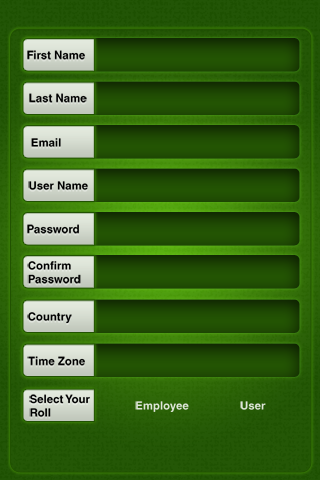 First Name
Last Name
Email
User Name
Password
Confirm
Password
Country
Time Zone
Select Your
Roll
Employee
User